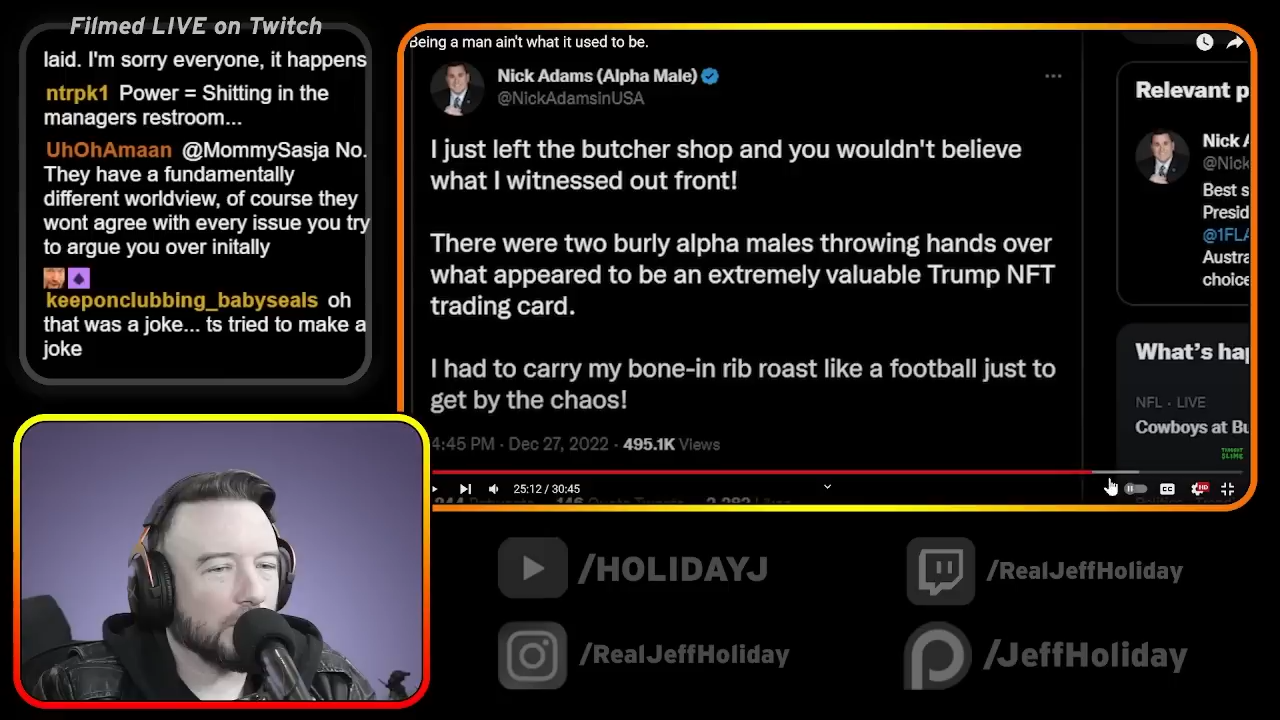 Filmed LIVE on Twitch
laid. I'm sorry everyone, it happens
ntrpk1 Power = Shitting in the
managers restroom...
UhOhAmaan @MommySasja No.
They have a fundamentally
different worldview, of course they
wont agree with every issue you try
to argue you over initally
keeponclubbing_babyseals oh
that was a joke... ts tried to make a
joke
Being a man ain't what it used to be.
Nick Adams (Alpha Male)
@NickAdamsinUSA
I just left the butcher shop and you wouldn't believe
what I witnessed out front!
There were two burly alpha males throwing hands over
what appeared to be an extremely valuable Trump NFT
trading card.
I had to carry my bone-in rib roast like a football just to
get by the chaos!
4:45 PM · Dec 27, 2022 · 495.1K Views
25:12 / 30:45
CC
HD
Relevant p
Nick A
@Nick
Best s
Presid
@1FLA
Austra
choice
What's hap
NFL · LIVE
Cowboys at Bu
/HOLIDAYJ
/RealJeffHoliday
/RealJeffHoliday
/JeffHoliday